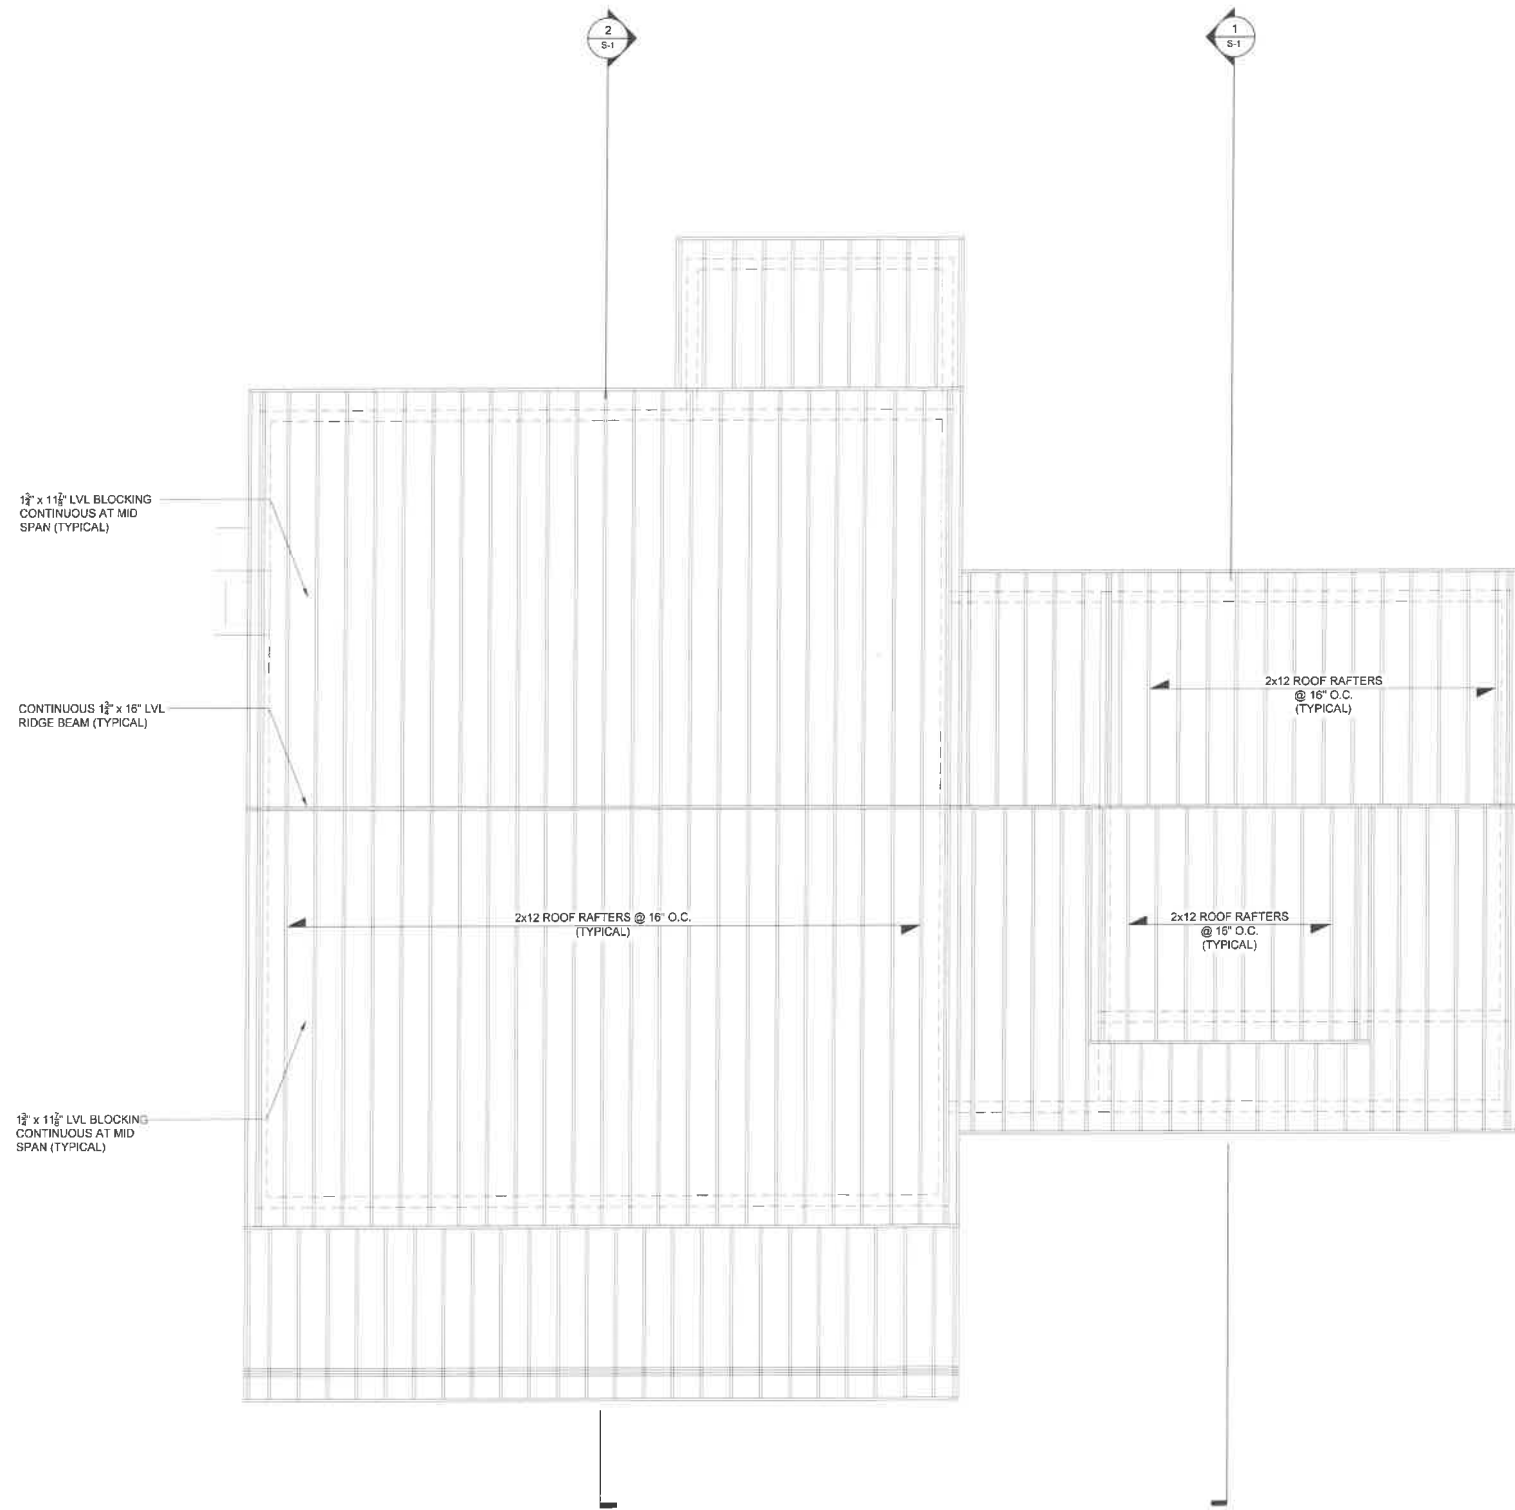 2
S-1
1
S-1
1¾" x 11⅞" LVL BLOCKING
CONTINUOUS AT MID
SPAN (TYPICAL)
2x12 ROOF RAFTERS
@ 16" O.C.
(TYPICAL)
CONTINUOUS 1¾" x 16" LVL
RIDGE BEAM (TYPICAL)
2x12 ROOF RAFTERS @ 16" O.C.
(TYPICAL)
2x12 ROOF RAFTERS
@ 16" O.C.
(TYPICAL)
1¾" x 11⅞" LVL BLOCKING
CONTINUOUS AT MID
SPAN (TYPICAL)